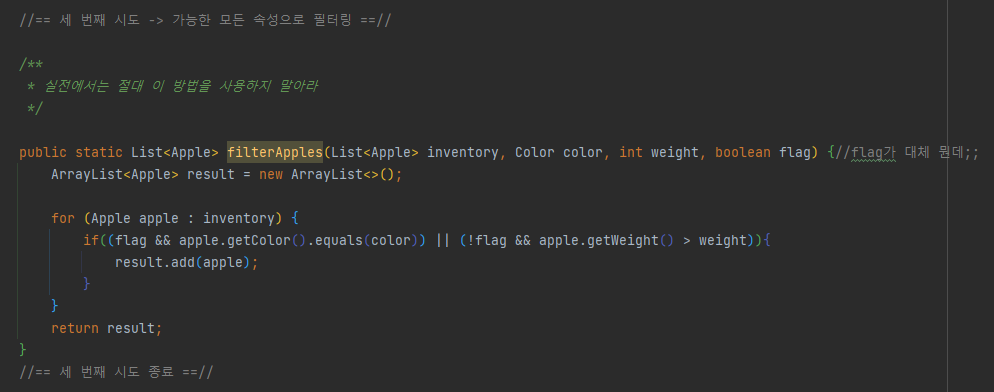 //== 세 번째 시도 -> 가능한 모든 속성으로 필터링 ==//
/**
* 실전에서는 절대 이 방법을 사용하지 말아라
*/
public static List<Apple> filterApples(List<Apple> inventory, Color color, int weight, boolean flag) {//flag가 대체 뭔데;;
ArrayList<Apple> result = new ArrayList<>();
for (Apple apple : inventory) {
if((flag && apple.getColor().equals(color)) || (!flag && apple.getWeight() > weight)){
result.add(apple);
}
}
return result;
}
//== 세 번째 시도 종료 ==//